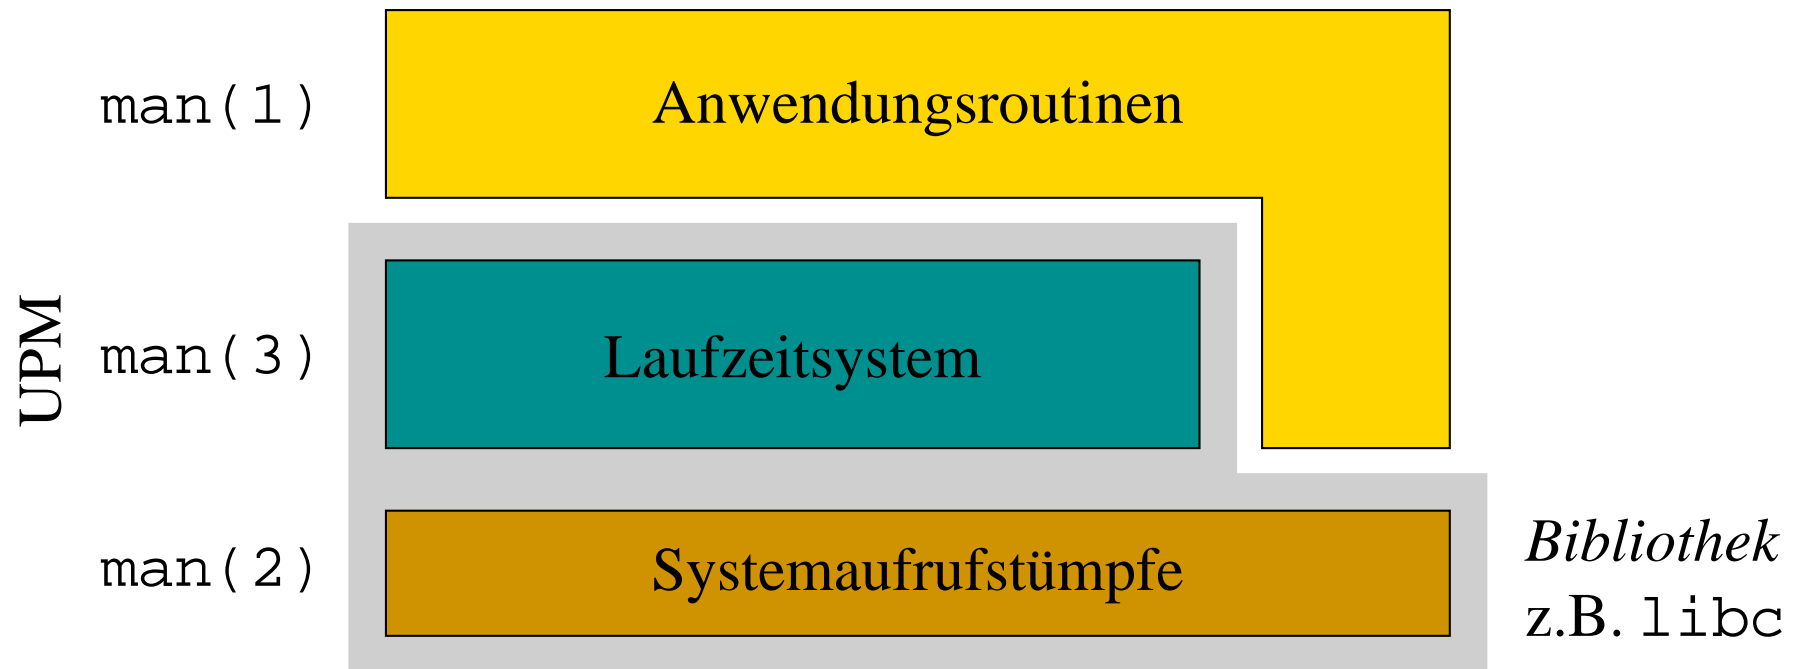 man(1)
Anwendungsroutinen
UPM
man(3)
Laufzeitsystem
man(2)
Systemaufrufstümpfe
Bibliothek
z.B. libc